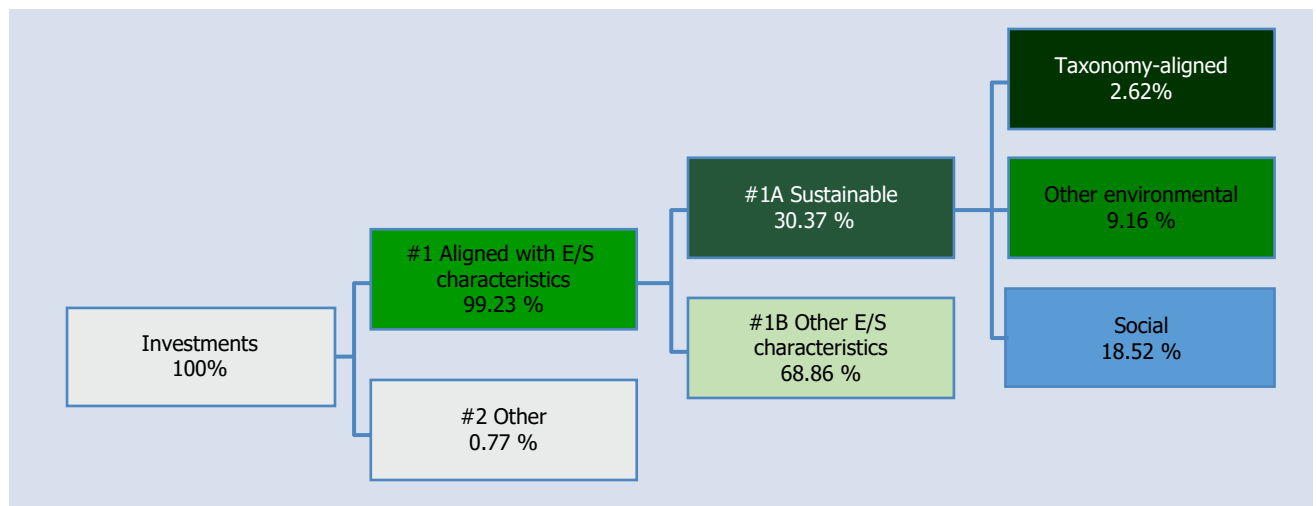 Investments
100%
#1 Aligned with E/S
characteristics
99.23 %
#2 Other
0.77 %
#1A Sustainable
30.37 %
#1B Other E/S
characteristics
68.86 %
Taxonomy-aligned
2.62%
Other environmental
9.16 %
Social
18.52 %